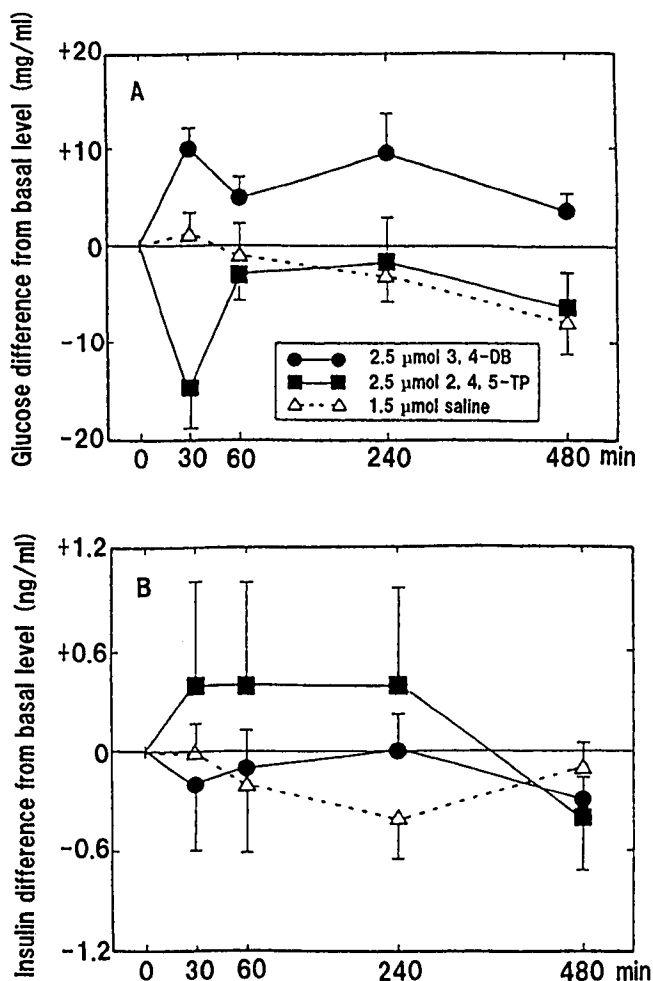 Glucose difference from basal level (mg/ml)
+20
A
+10
0
-10
2.5 μmol 3, 4-DB
2.5 μmol 2, 4, 5-TP
1.5 μmol saline
-20
0 30 60 240 480 min
Insulin difference from basal level (ng/ml)
+1.2
B
+0.6
0
-0.6
-1.2
0 30 60 240 480 min